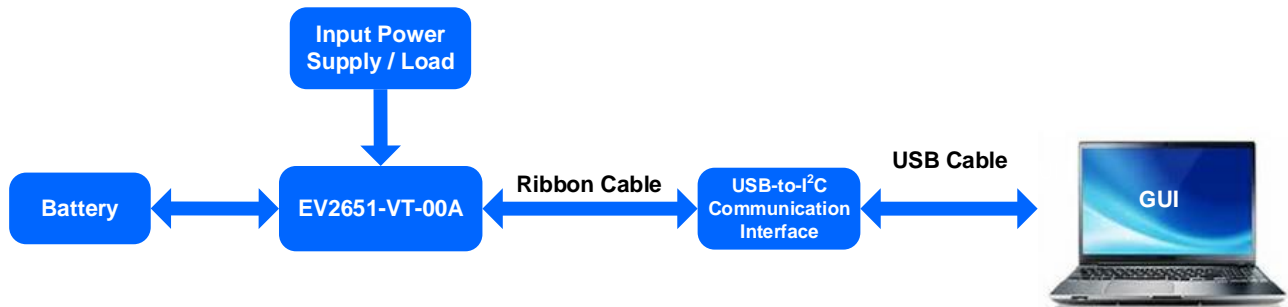 Input Power
Supply / Load
Battery
EV2651-VT-00A
Ribbon Cable
USB-to-I²C
Communication
Interface
USB Cable
GUI